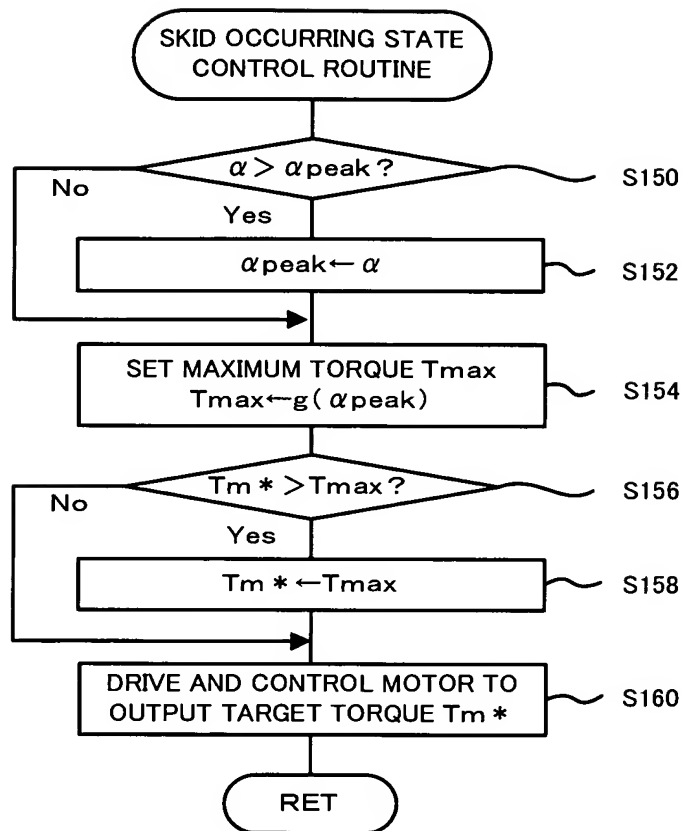 SKID OCCURRING STATE
CONTROL ROUTINE
α > αpeak?
S150
No
Yes
αpeak← α
S152
SET MAXIMUM TORQUE Tmax
Tmax←g(αpeak)
S154
Tm*>Tmax?
S156
No
Yes
Tm*←Tmax
S158
DRIVE AND CONTROL MOTOR TO
OUTPUT TARGET TORQUE Tm*
S160
RET